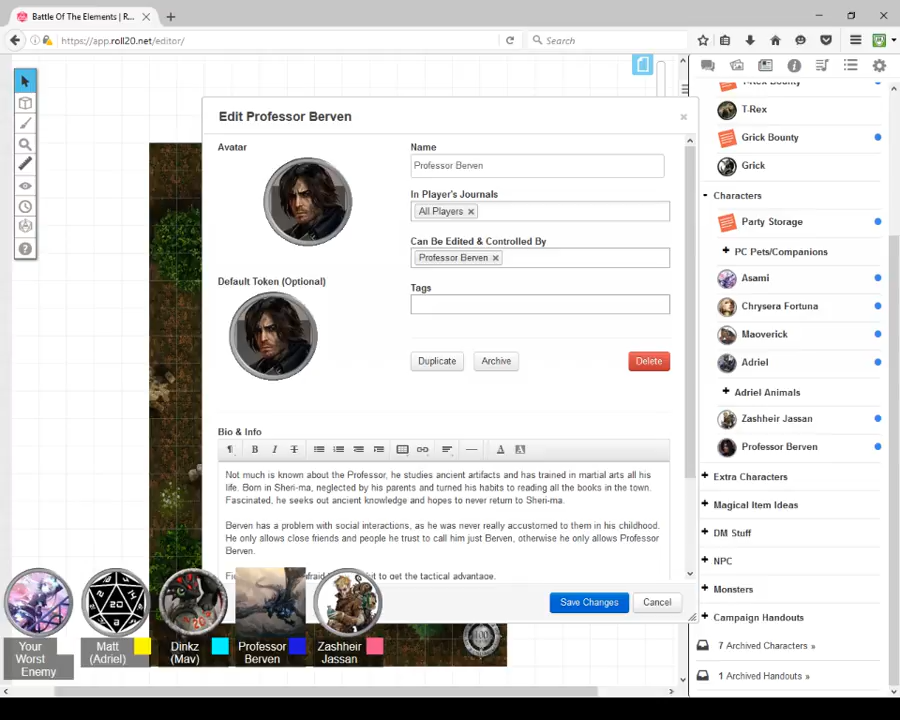 Battle Of The Elements | R...
https://app.roll20.net/editor/
Search
Edit Professor Berven
Avatar
Name
Professor Berven
In Player's Journals
All Players
Can Be Edited & Controlled By
Professor Berven
Default Token (Optional)
Tags
Duplicate
Archive
Delete
Bio & Info
Not much is known about the Professor, he studies ancient artifacts and has trained in martial arts all his
life. Born in Sheri-ma, neglected by his parents and turned his habits to reading all the books in the town.
Fascinated, he seeks out ancient knowledge and hopes to never return to Sheri-ma.
Berven has a problem with social interactions, as he was never really accustomed to them in his childhood.
He only allows close friends and people he trust to call him just Berven, otherwise he only allows Professor
Berven.
to get the tactical advantage.
Save Changes
Cancel
Your
Worst
Enemy
Matt
(Adriel)
Dinkz
(Mav)
Professor
Berven
Zashheir
Jassan
T-Rex Bounty
T-Rex
Grick Bounty
Grick
Characters
Party Storage
PC Pets/Companions
Asami
Chrysera Fortuna
Maoverick
Adriel
Adriel Animals
Zashheir Jassan
Professor Berven
Extra Characters
Magical Item Ideas
DM Stuff
NPC
Monsters
Campaign Handouts
7 Archived Characters »
1 Archived Handouts »